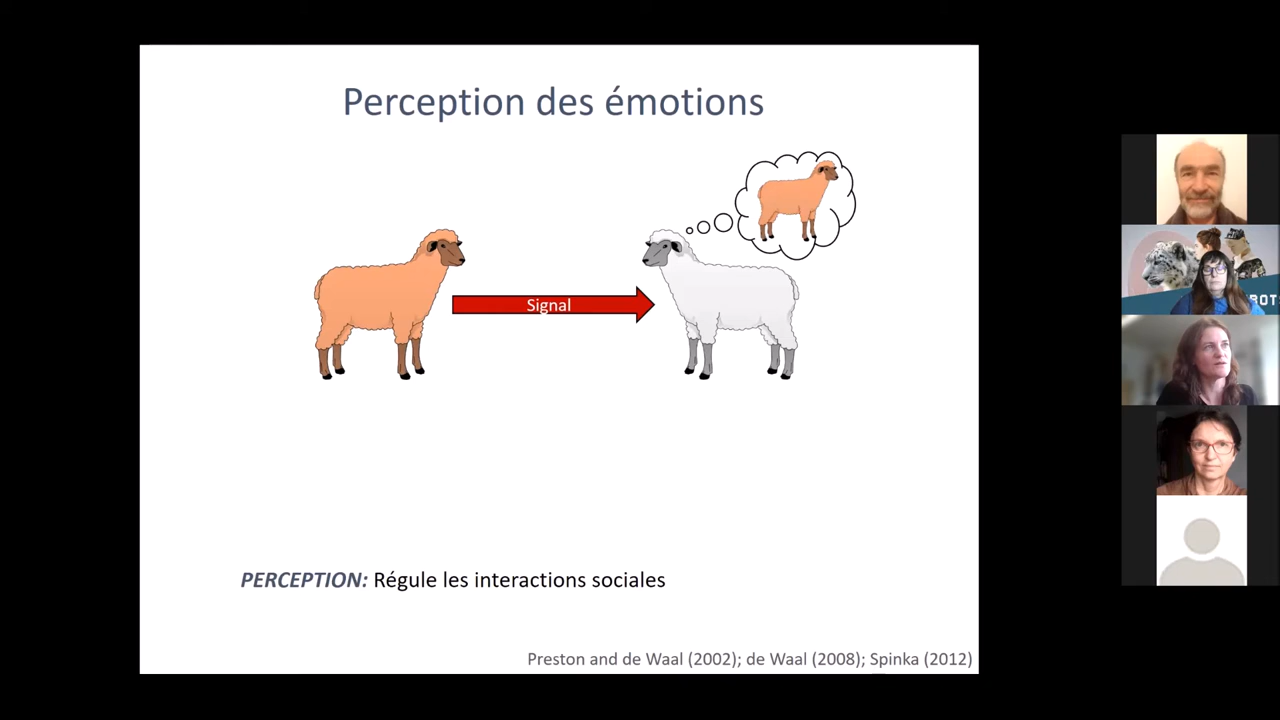 Perception des émotions
Signal
PERCEPTION: Régule les interactions sociales
Preston and de Waal (2002); de Waal (2008); Spinka (2012)